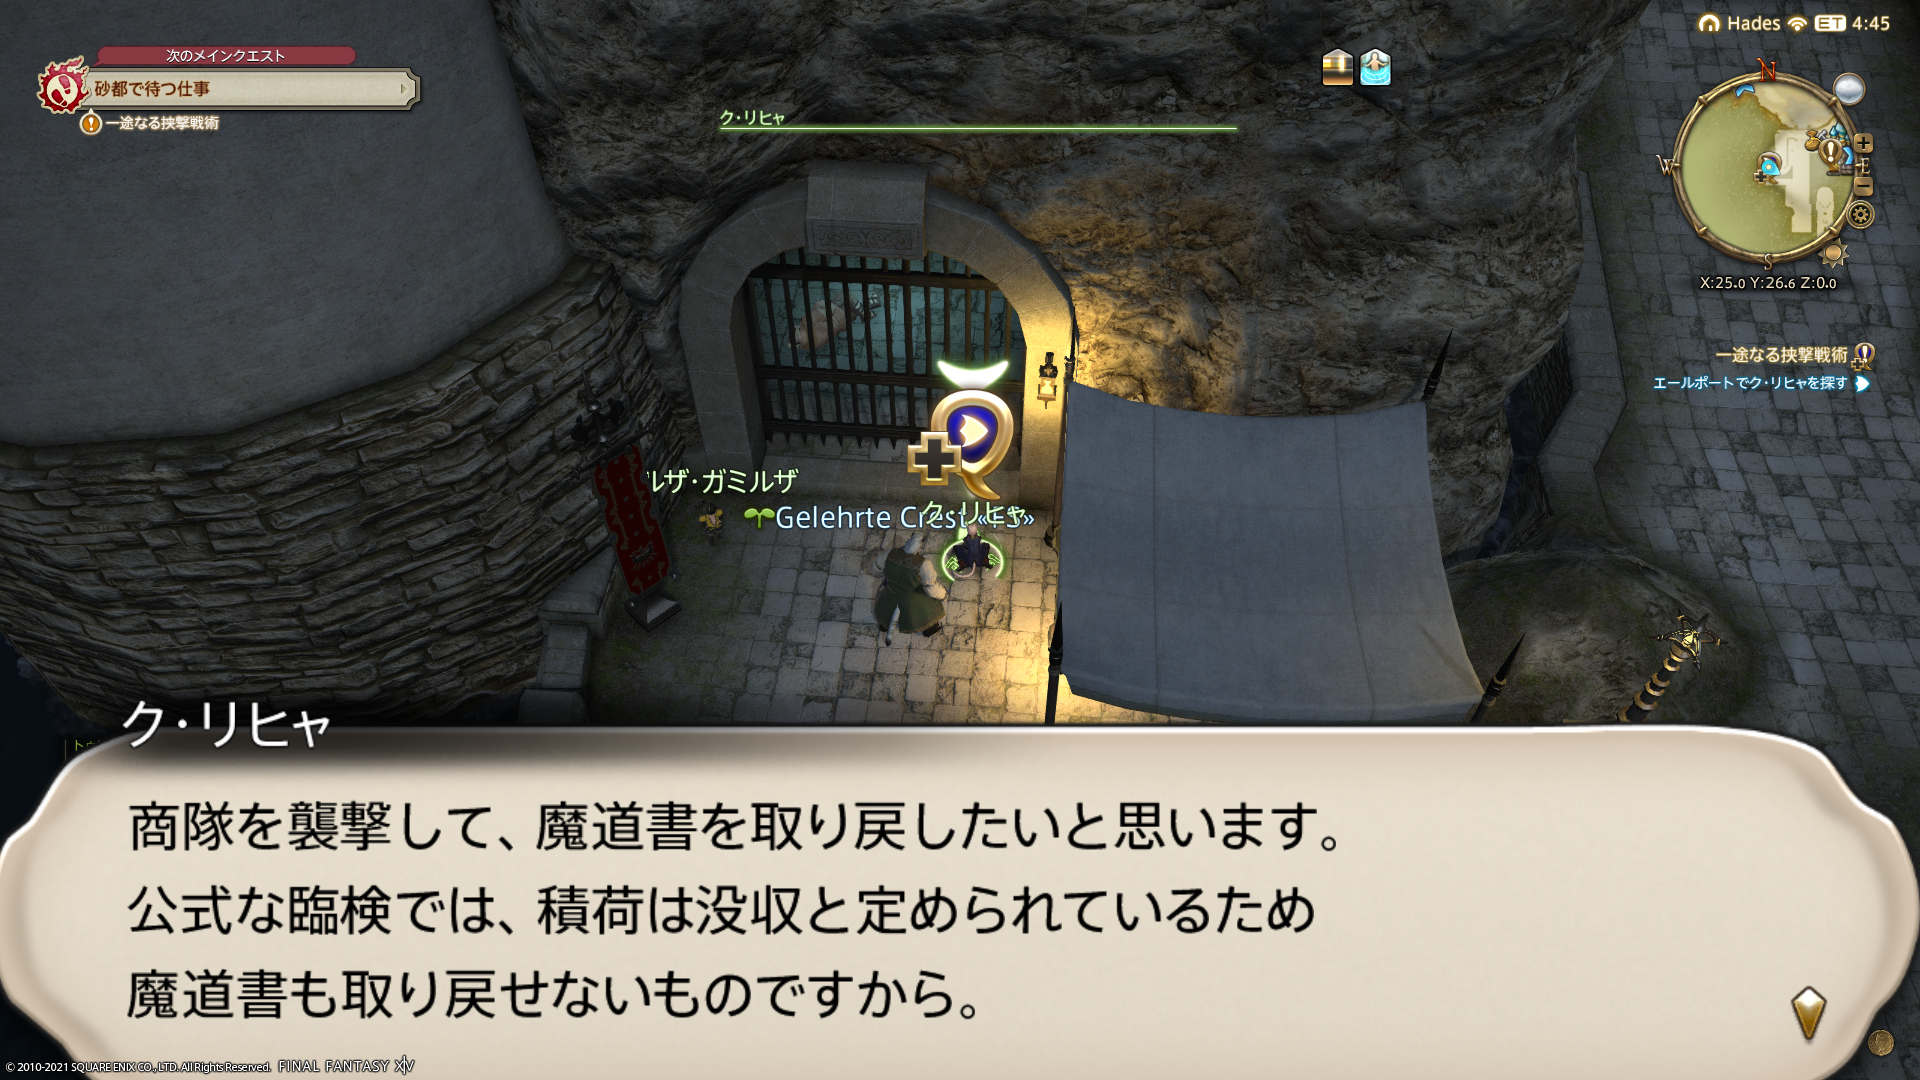 次のメインクエスト
砂都で待つ仕事
一途なる挟撃戦術
ク・リヒャ
Hades ET 4:45
N
W
E
S
X:25.0 Y:26.6 Z:0.0
一途なる挟撃戦術
エールポートでク・リヒャを探す
ルザ・ガミルザ
Gelehrte Crest
ク・リヒャ
ク・リヒャ
商隊を襲撃して、魔道書を取り戻したいと思います。
公式な臨検では、積荷は没収と定められているため
魔道書も取り戻せないものですから。
© 2010-2021 SQUARE ENIX CO., LTD. All Rights Reserved. FINAL FANTASY XIV